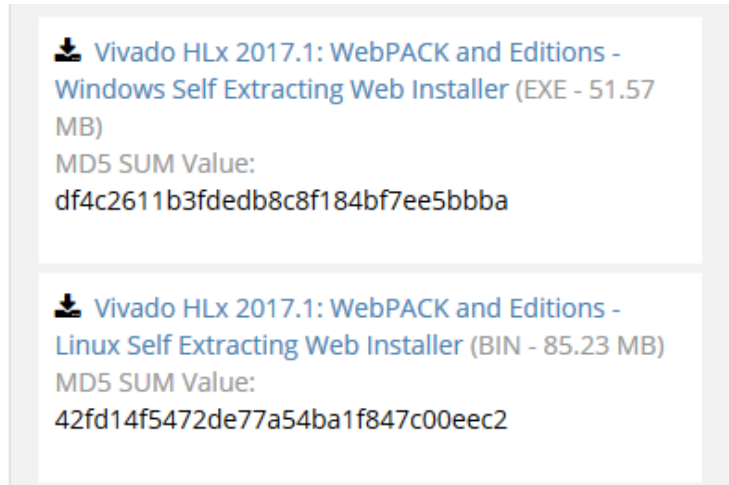 Vivado HLx 2017.1: WebPACK and Editions -
Windows Self Extracting Web Installer (EXE - 51.57
MB)
MD5 SUM Value:
df4c2611b3fdedb8c8f184bf7ee5bbba
Vivado HLx 2017.1: WebPACK and Editions -
Linux Self Extracting Web Installer (BIN - 85.23 MB)
MD5 SUM Value:
42fd14f5472de77a54ba1f847c00eec2